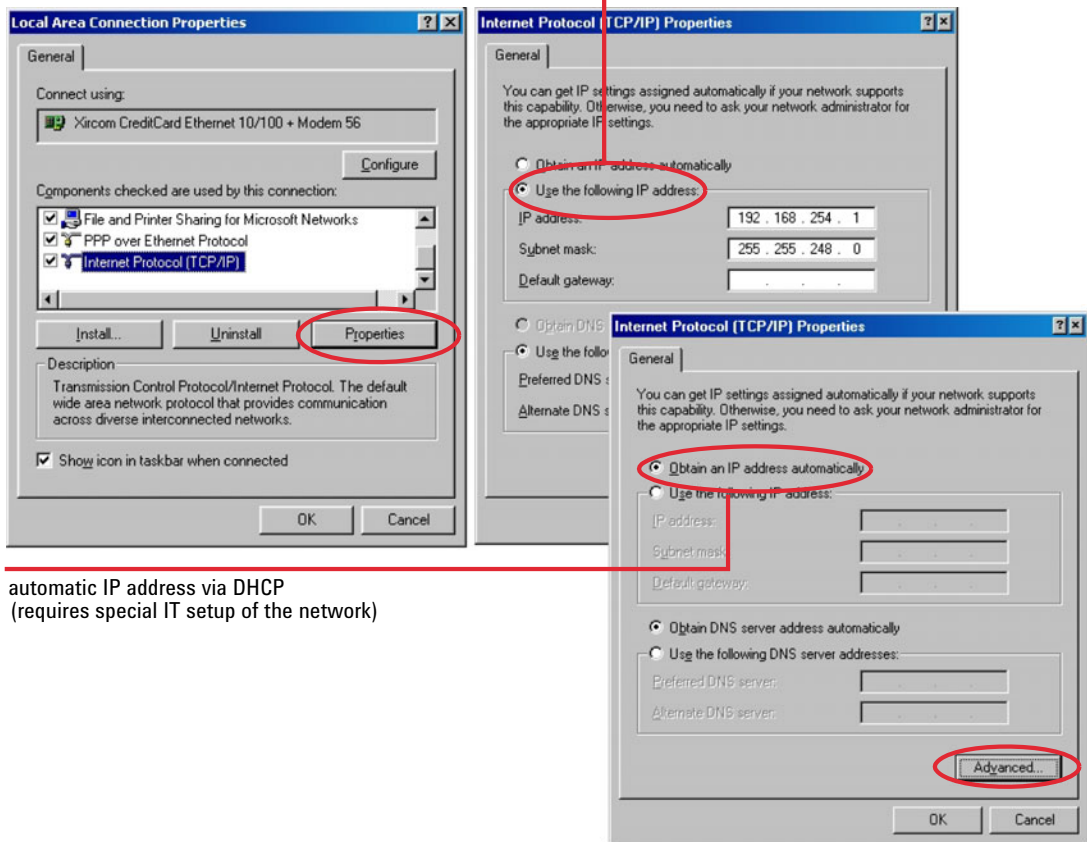 Local Area Connection Properties
General
Connect using:
Xircom CreditCard Ethernet 10/100 + Modem 56
Configure
Components checked are used by this connection:
File and Printer Sharing for Microsoft Networks
PPP over Ethernet Protocol
Internet Protocol (TCP/IP)
Install...
Uninstall
Properties
Description
Transmission Control Protocol/Internet Protocol. The default
wide area network protocol that provides communication
across diverse interconnected networks.
Show icon in taskbar when connected
OK
Cancel
Internet Protocol (TCP/IP) Properties
General
You can get IP settings assigned automatically if your network supports
this capability. Otherwise, you need to ask your network administrator for
the appropriate IP settings.
Obtain an IP address automatically
Use the following IP address:
IP address:
192 . 168 . 254 . 1
Subnet mask:
255 . 255 . 248 . 0
Default gateway:
Obtain DNS
Use the follo
Preferred DNS s
Alternate DNS s
Internet Protocol (TCP/IP) Properties
General
You can get IP settings assigned automatically if your network supports
this capability. Otherwise, you need to ask your network administrator for
the appropriate IP settings.
Obtain an IP address automatically
Use the following IP address:
IP address:
Subnet mask:
Default gateway:
Obtain DNS server address automatically
Use the following DNS server addresses:
Preferred DNS server:
Alternate DNS server:
Advanced...
OK
Cancel
automatic IP address via DHCP
(requires special IT setup of the network)